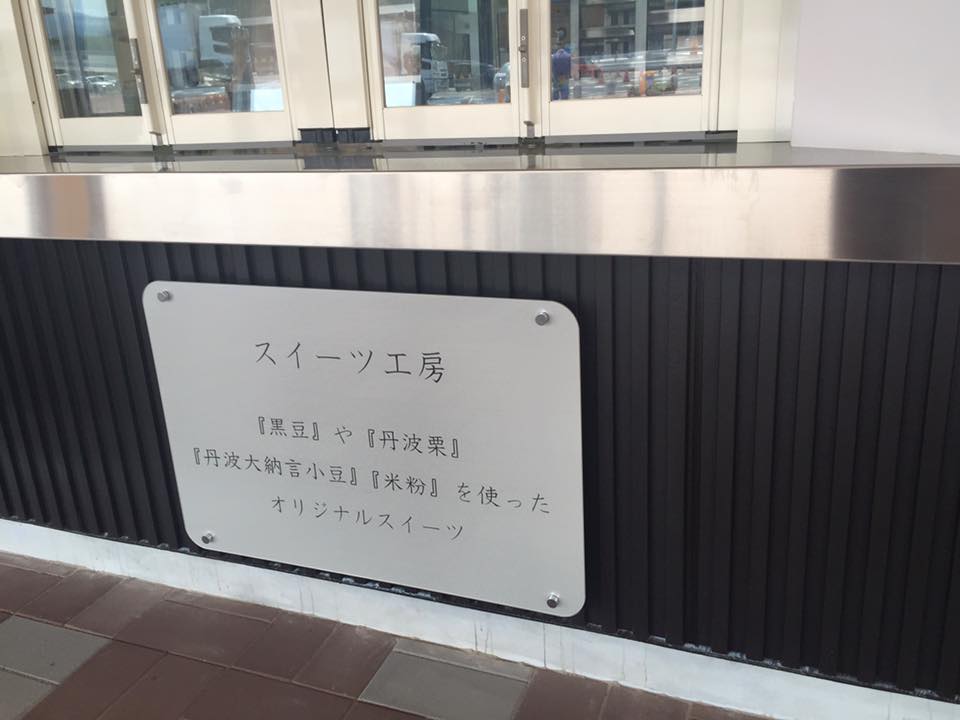 スイーツ工房
『黒豆』や『丹波栗』
『丹波大納言小豆』『米粉』を使った
オリジナルスイーツ